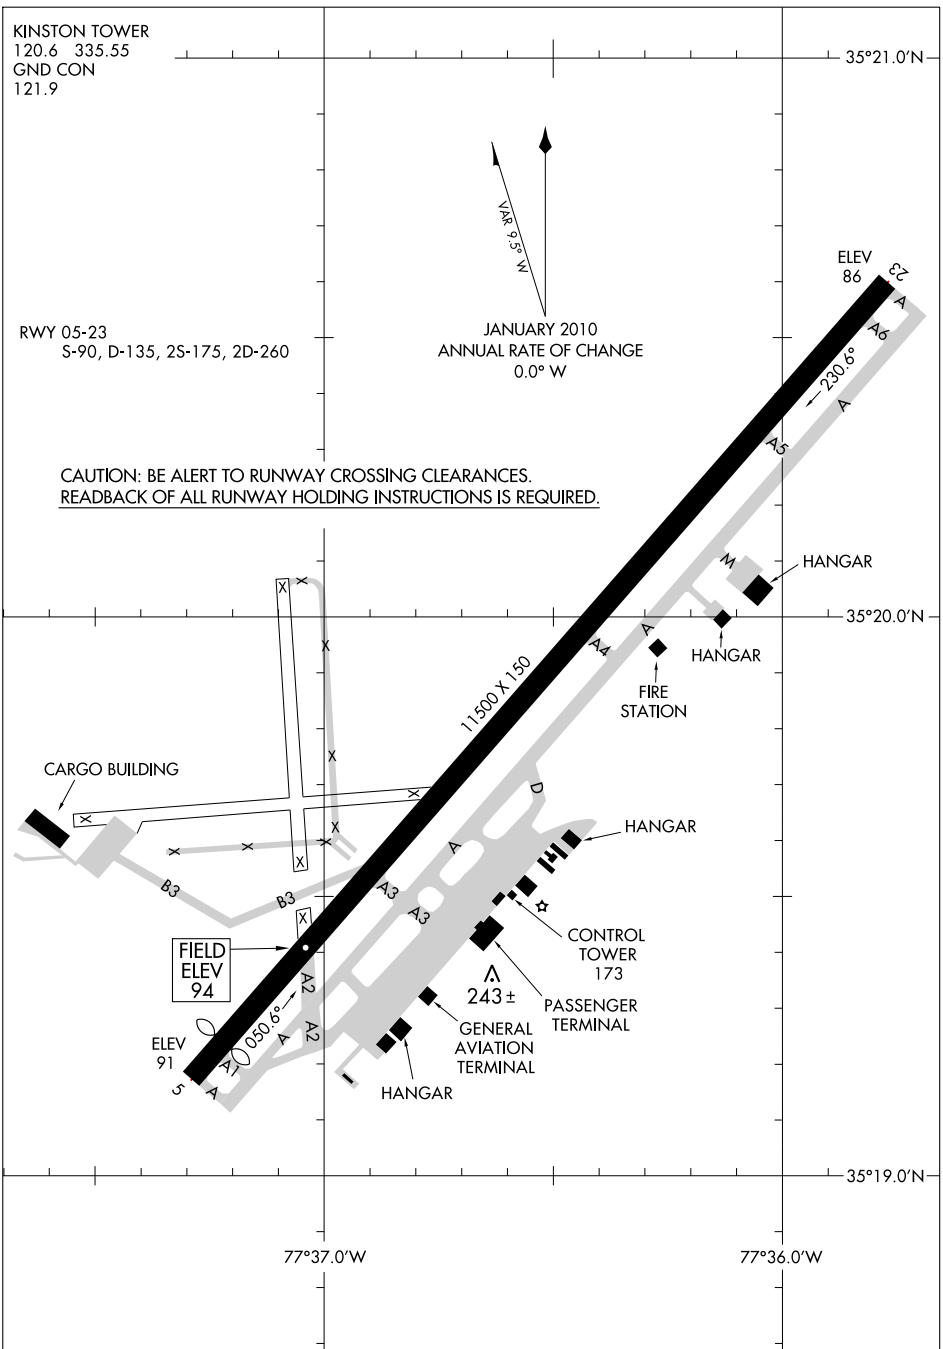 KINSTON TOWER
120.6 335.55
GND CON
121.9
35°21.0'N
VAR 9.5° W
JANUARY 2010
ANNUAL RATE OF CHANGE
0.0° W
ELEV
86
23
A
A6
RWY 05-23
S-90, D-135, 2S-175, 2D-260
230.6°
A
A5
CAUTION: BE ALERT TO RUNWAY CROSSING CLEARANCES.
READBACK OF ALL RUNWAY HOLDING INSTRUCTIONS IS REQUIRED.
M
HANGAR
X
X
35°20.0'N
A
A4
X
HANGAR
FIRE
STATION
11500 X 150
X
CARGO BUILDING
D
X
X
X
HANGAR
X
X
X
A
X
B3
B3
A3
A3
X
CONTROL
TOWER
173
FIELD
ELEV
94
A2
243±
PASSENGER
TERMINAL
050.6°
A2
A
GENERAL
AVIATION
TERMINAL
ELEV
91
A1
5
A
HANGAR
35°19.0'N
77°37.0'W
77°36.0'W